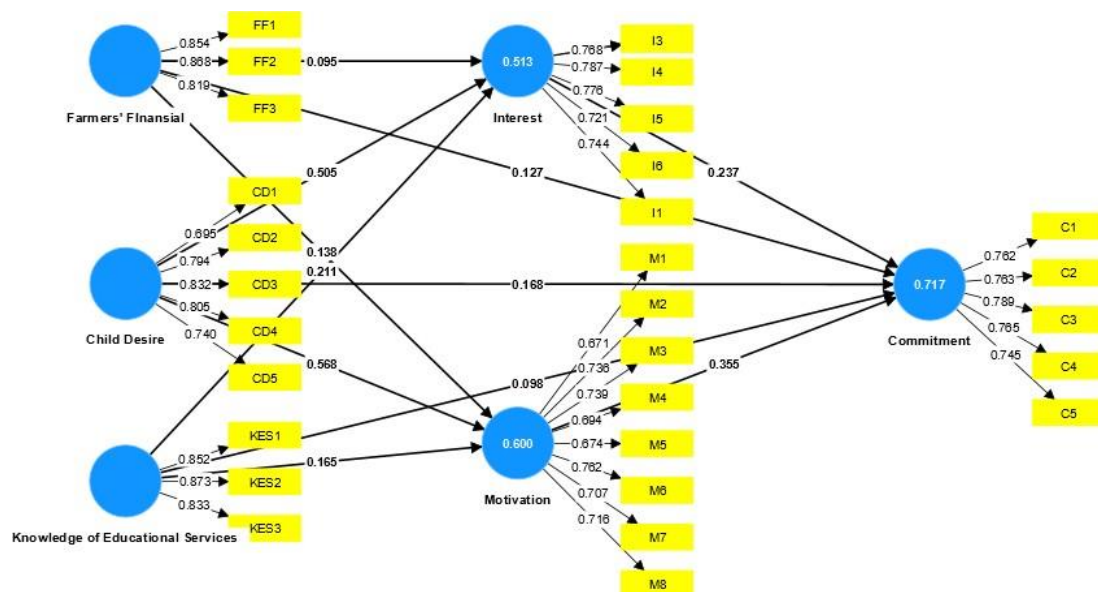 FF1
0.854
0.868
FF2
0.095
0.819
FF3
Farmers' FInansial
0.513
Interest
0.768
I3
0.787
I4
0.776
I5
0.721
I6
0.744
I1
0.237
0.127
0.505
CD1
0.695
CD2
0.794
0.138
0.211
0.832
CD3
0.168
0.805
CD4
0.740
CD5
Child Desire
0.568
M1
M2
0.671
M3
0.736
0.739
0.098
0.355
M4
0.694
M5
0.674
M6
0.762
M7
0.707
M8
0.716
0.600
Motivation
0.717
Commitment
C1
0.762
C2
0.763
C3
0.789
C4
0.765
C5
0.745
KES1
0.852
0.165
KES2
0.873
KES3
0.833
Knowledge of Educational Services